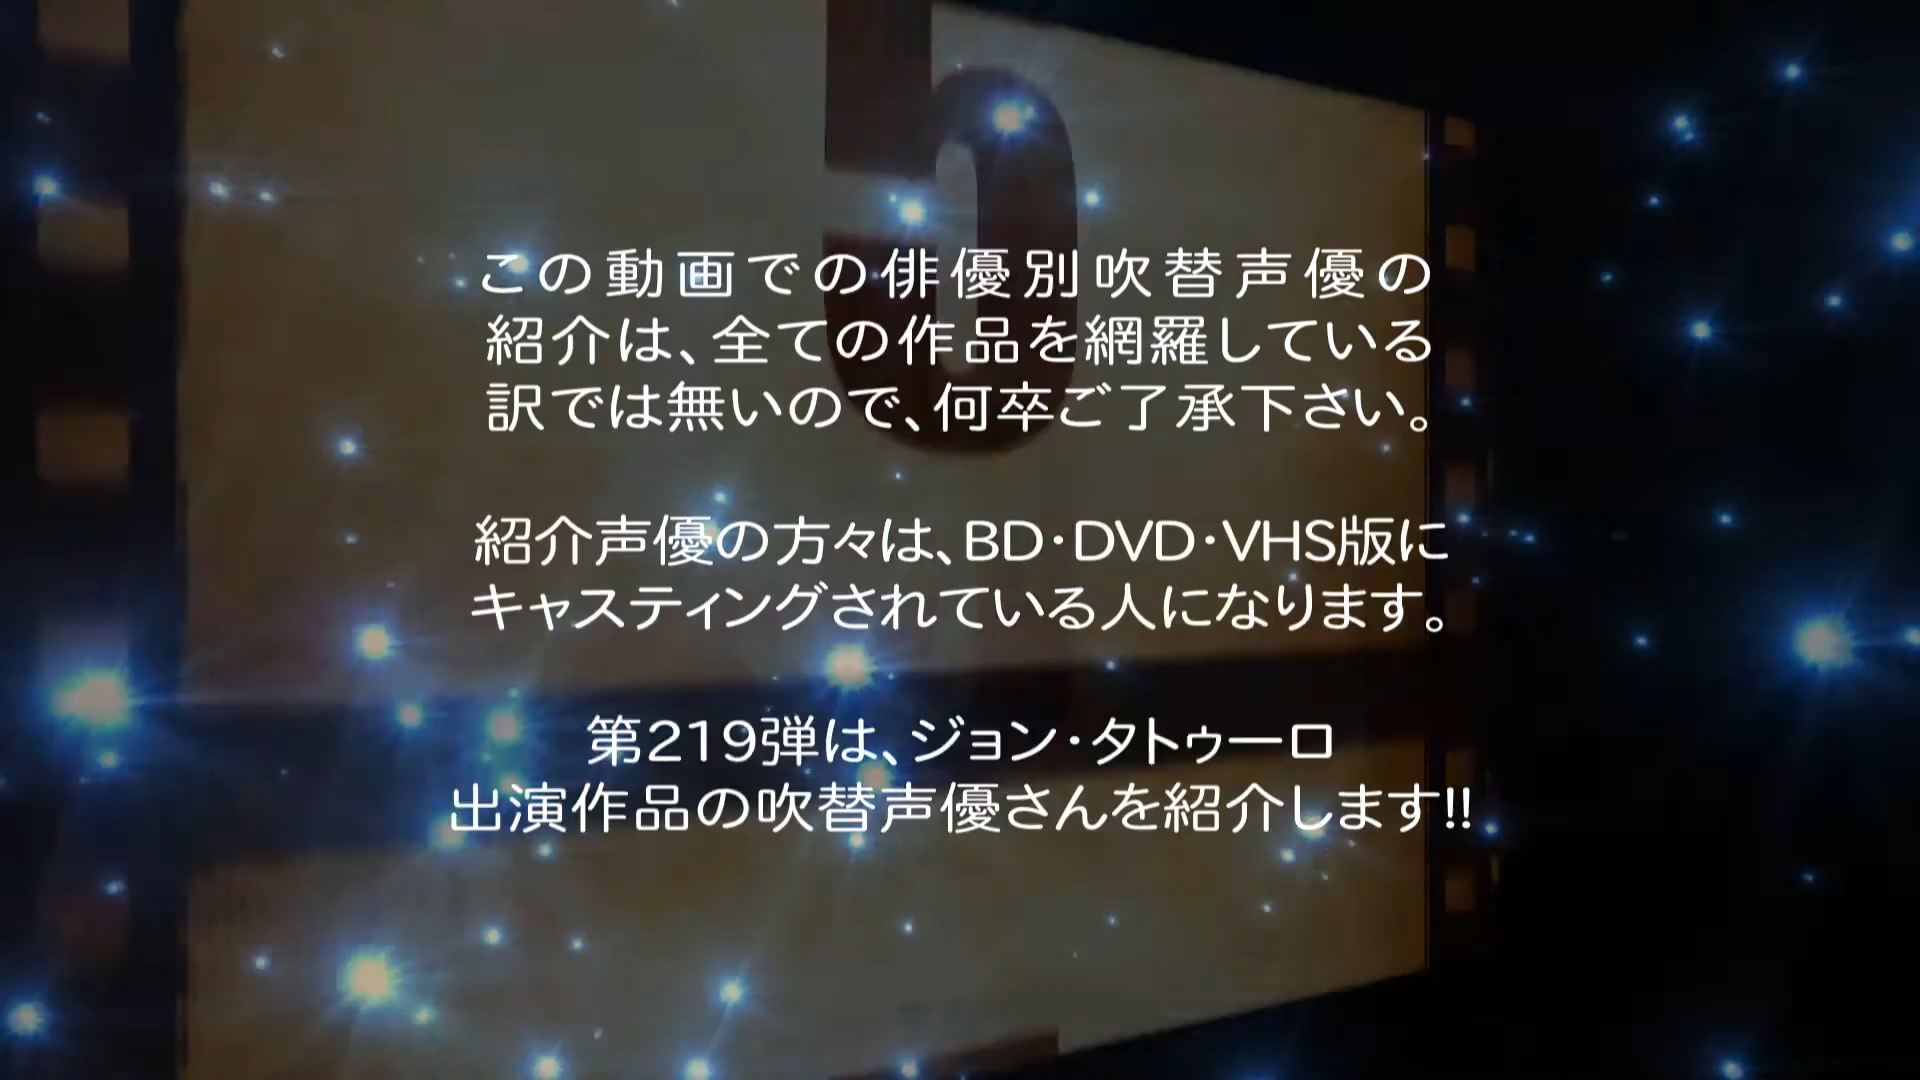 この動画での俳優別吹替声優の
紹介は、全ての作品を網羅している
訳では無いので、何卒ご了承下さい。
紹介声優の方々は、BD・DVD・VHS版に
キャスティングされている人になります。
第219弾は、ジョン・タトゥーロ
出演作品の吹替声優さんを紹介します!!
5